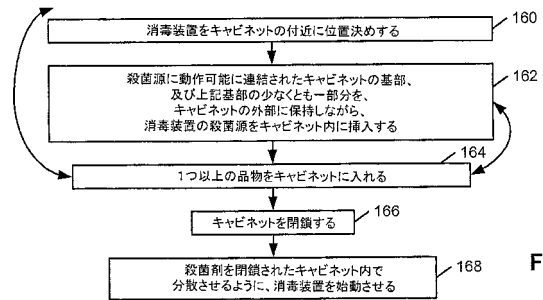 消毒装置をキャビネットの付近に位置決めする
160
殺菌源に動作可能に連結されたキャビネットの基部、
及び上記基部の少なくとも一部分を、
キャビネットの外部に保持しながら、
消毒装置の殺菌源をキャビネット内に挿入する
162
164
1つ以上の品物をキャビネットに入れる
166
キャビネットを閉鎖する
殺菌剤を閉鎖されたキャビネット内で
分散させるように、消毒装置を始動させる
168
F